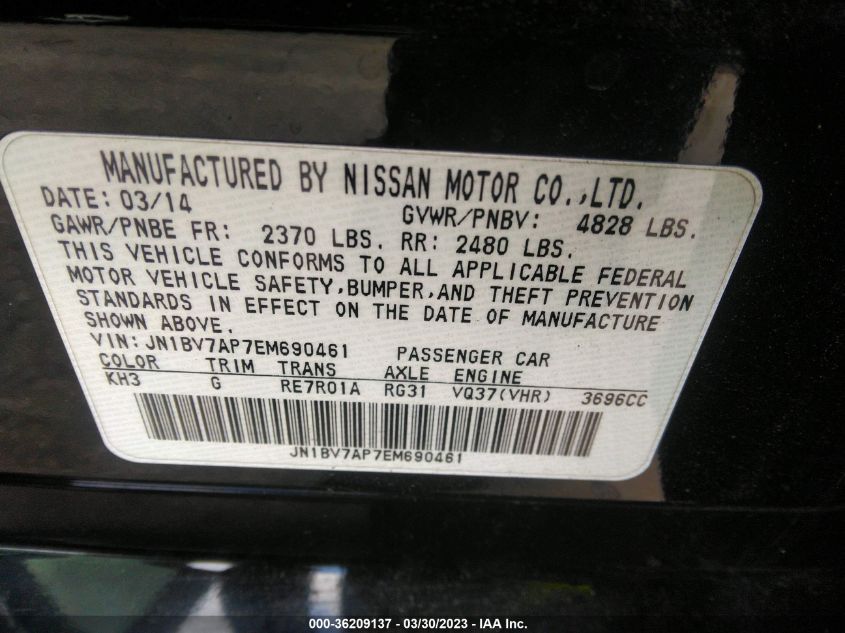 MANUFACTURED BY NISSAN MOTOR CO.,LTD.
DATE: 03/14 GVWR/PNBV: 4828 LBS.
GAWR/PNBE FR: 2370 LBS. RR: 2480 LBS.
THIS VEHICLE CONFORMS TO ALL APPLICABLE FEDERAL
MOTOR VEHICLE SAFETY,BUMPER,AND THEFT PREVENTION
STANDARDS IN EFFECT ON THE DATE OF MANUFACTURE
SHOWN ABOVE.
VIN: JN1BV7AP7EM690461 PASSENGER CAR
COLOR TRIM TRANS AXLE ENGINE
KH3 G RE7R01A RG31 VQ37(VHR) 3696CC
JN1BV7AP7EM690461
000-36209137 - 03/30/2023 - IAA Inc.